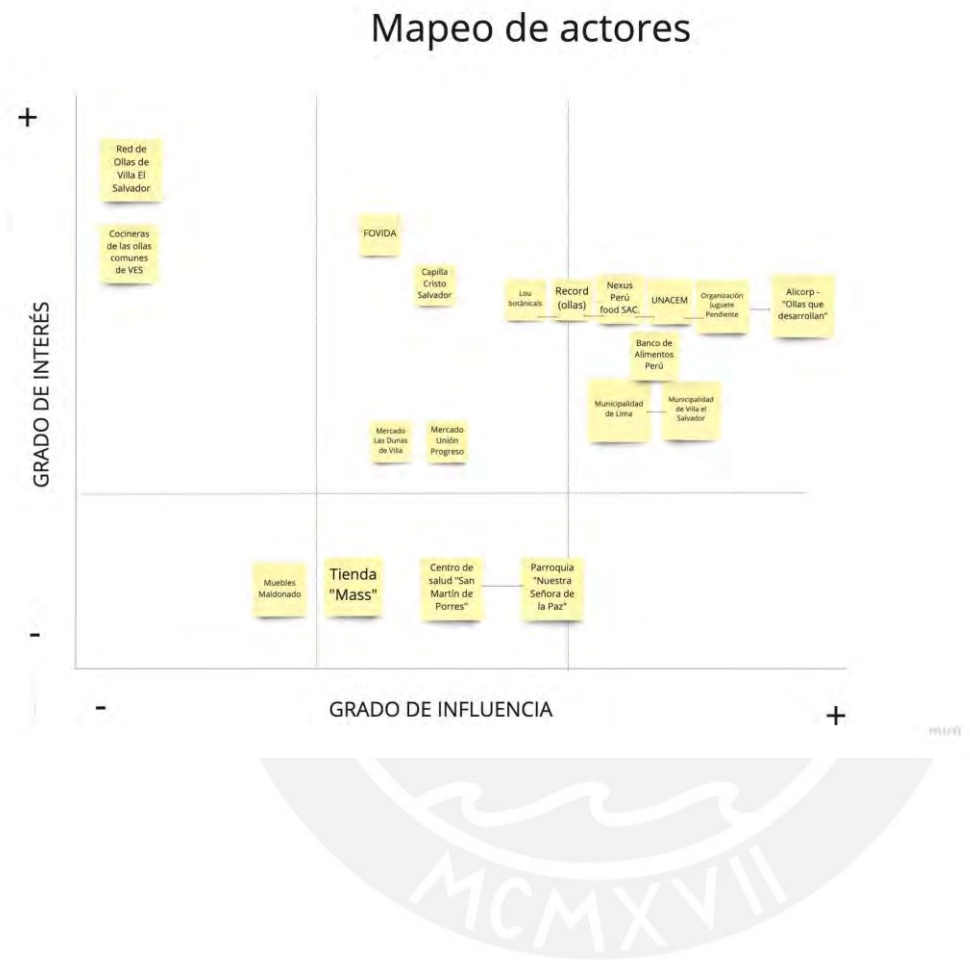 Mapeo de actores
+
Red de
Ollas de
Villa El
Salvador
Cocineras
de las ollas
comunes
de VES
FOVIDA
Capilla
Cristo
Salvador
Lou
botánicals
Record
(ollas)
Nexus
Perú
food SAC.
UNACEM
Organización
Juguete
Pendiente
Alicorp -
"Ollas que
desarrollan"
Banco de
Alimentos
Perú
Municipalidad
de Lima
Municipalidad
de Villa el
Salvador
Mercado
Las Dunas
de Villa
Mercado
Unión
Progreso
GRADO DE INTERÉS
Muebles
Maldonado
Tienda
"Mass"
Centro de
salud "San
Martín de
Porres"
Parroquia
"Nuestra
Señora de
la Paz"
-
-
GRADO DE INFLUENCIA
+
miro
MCMXVII